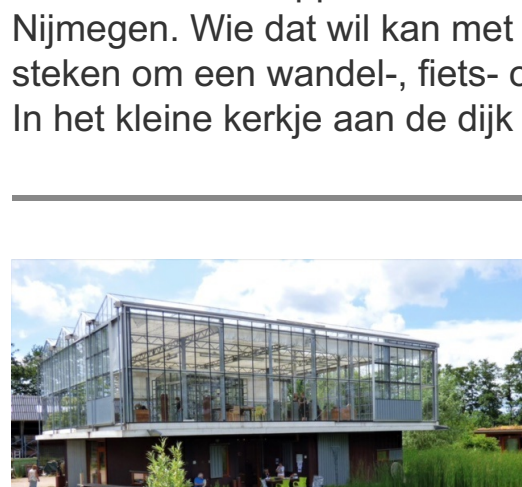 Nijmegen. Wie dat wil kan met
steken om een wandel-, fiets- 
In het kleine kerkje aan de dijk